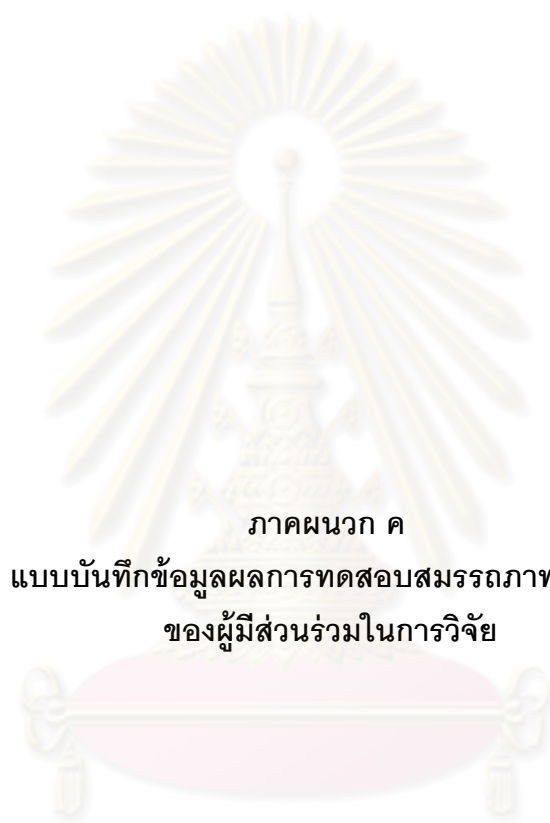 ภาคผนวก ค
แบบบันทึกข้อมูลผลการทดสอบสมรรถภาพ
ของผู้มีส่วนร่วมในการวิจัย